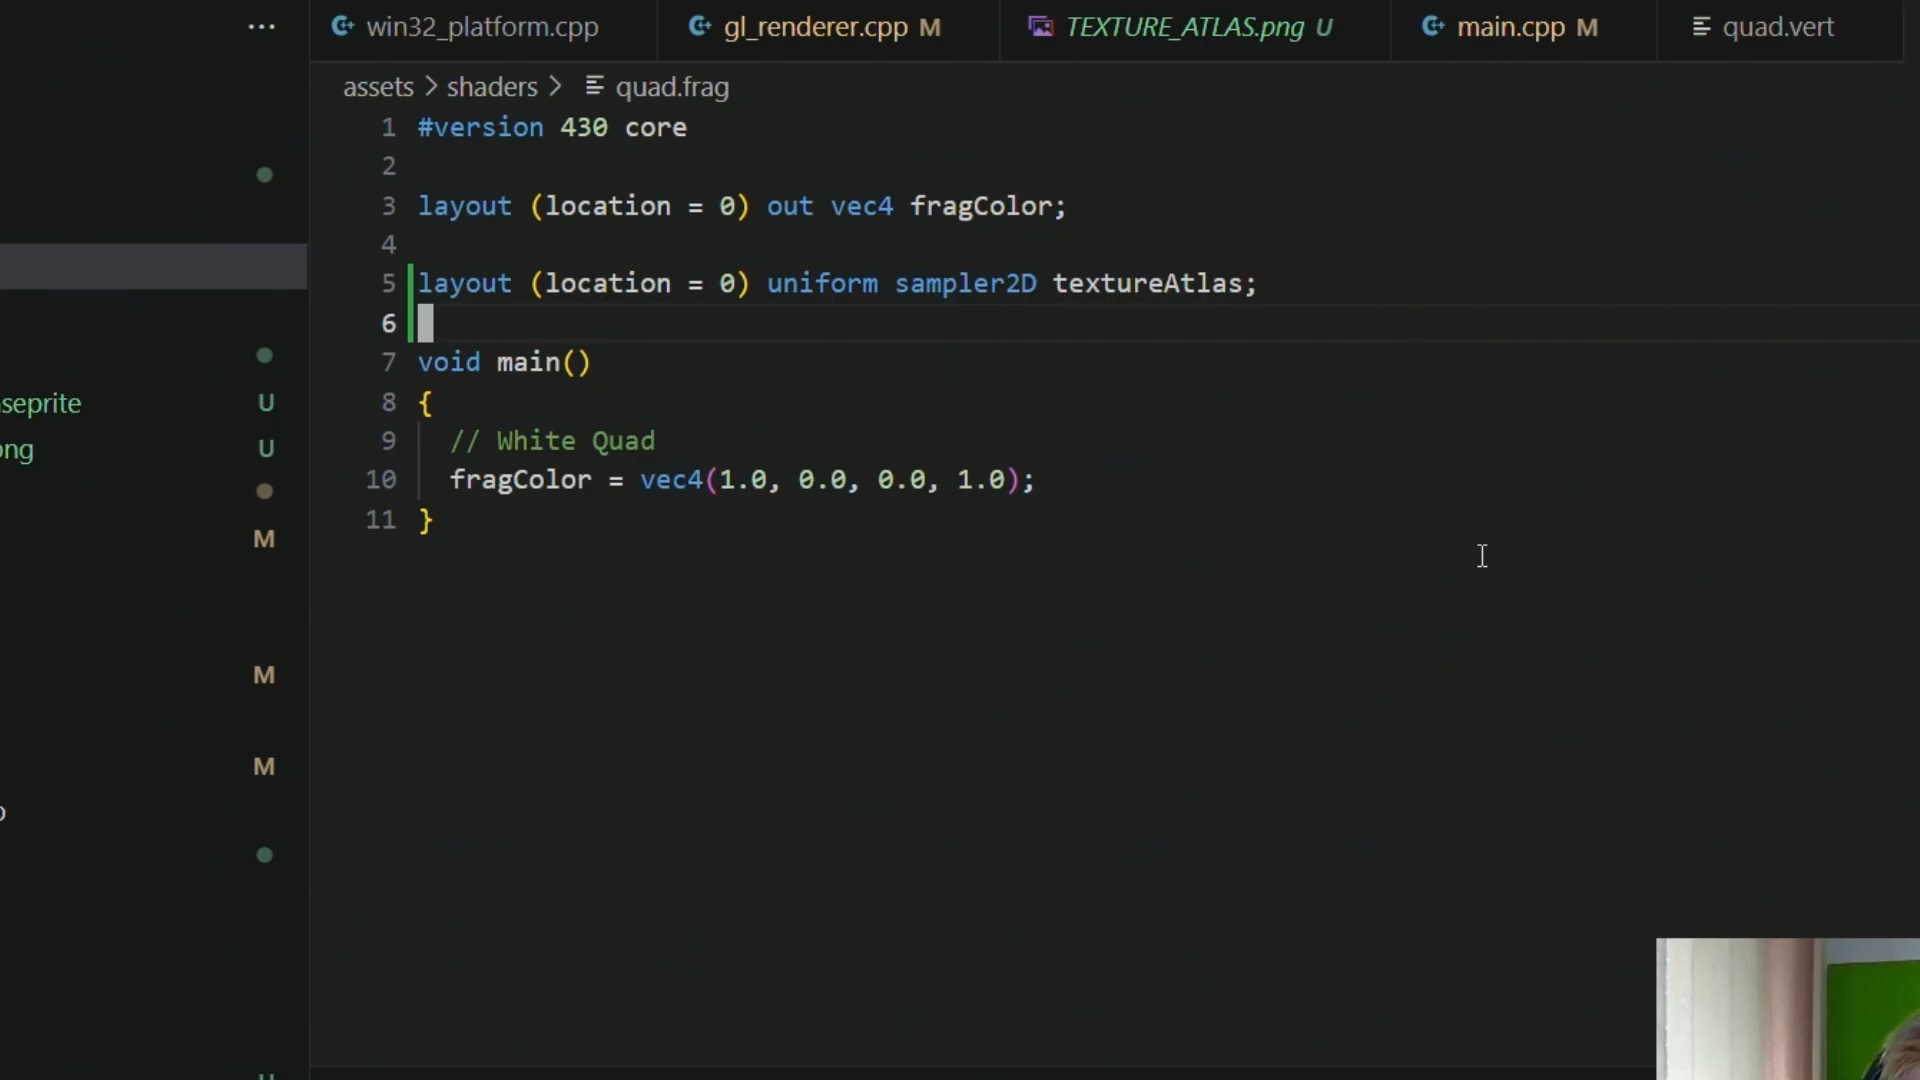 ... win32_platform.cpp gl_renderer.cpp M TEXTURE_ATLAS.png U main.cpp M quad.vert
assets > shaders > quad.frag
1 #version 430 core
2
3 layout (location = 0) out vec4 fragColor;
4
5 layout (location = 0) uniform sampler2D textureAtlas;
6
7 void main()
8 {
9 // White Quad
10 fragColor = vec4(1.0, 0.0, 0.0, 1.0);
11 }
seprite U
ng U
M
M
M